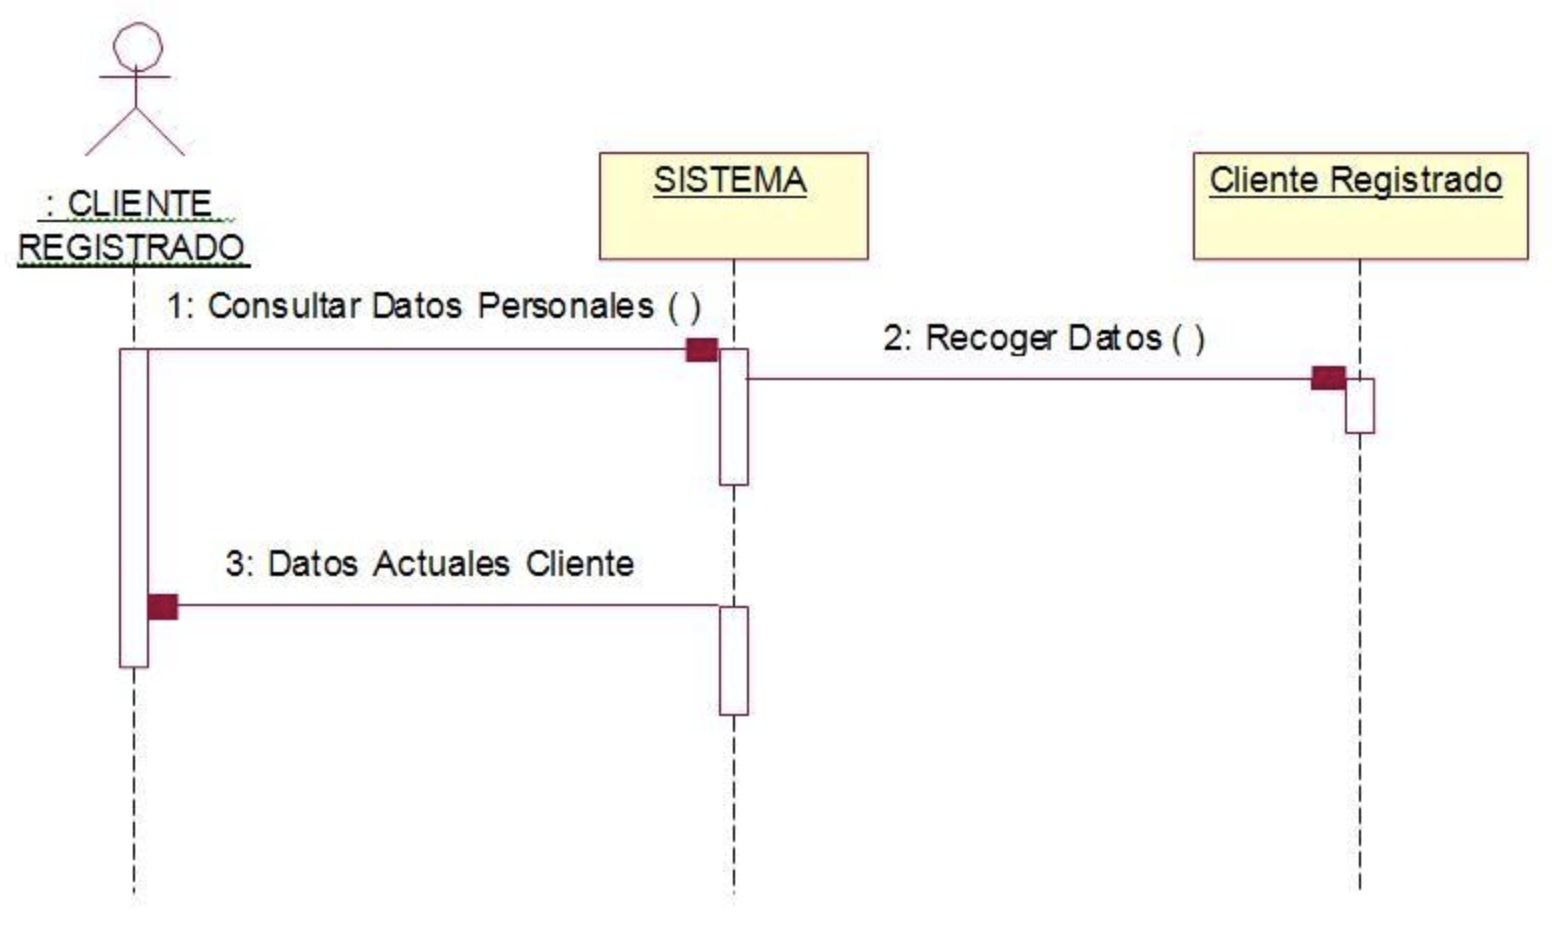 : CLIENTE
REGISTRADO
SISTEMA
Cliente Registrado
1: Consultar Datos Personales ( )
2: Recoger Datos ( )
3: Datos Actuales Cliente